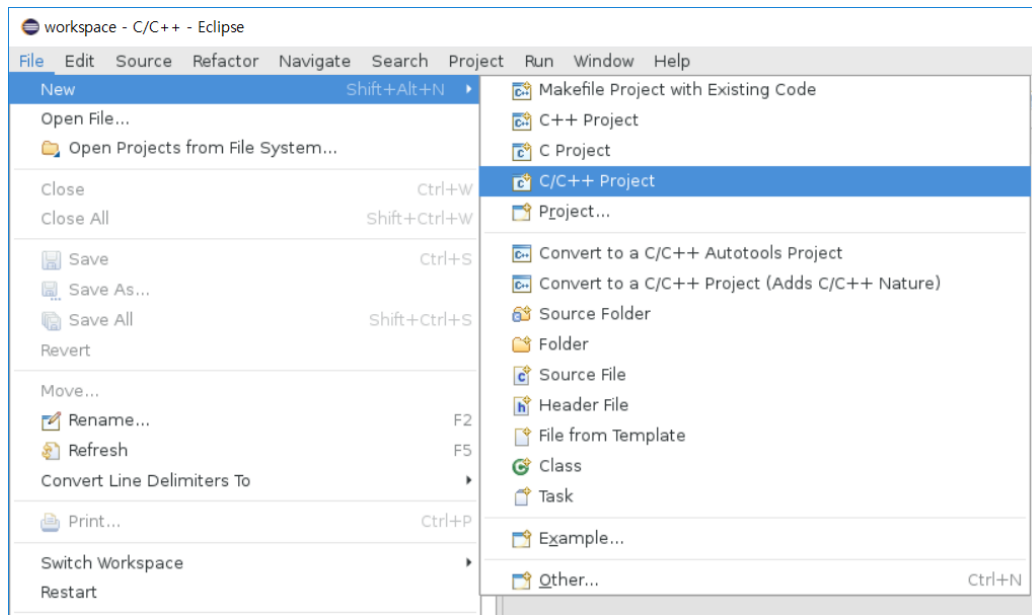 workspace - C/C++ - Eclipse
File Edit Source Refactor Navigate Search Project Run Window Help
New Shift+Alt+N
Open File...
Open Projects from File System...
Close Ctrl+W
Close All Shift+Ctrl+W
Save Ctrl+S
Save As...
Save All Shift+Ctrl+S
Revert
Move...
Rename... F2
Refresh F5
Convert Line Delimiters To
Print... Ctrl+P
Switch Workspace
Restart
Makefile Project with Existing Code
C++ Project
C Project
C/C++ Project
Project...
Convert to a C/C++ Autotools Project
Convert to a C/C++ Project (Adds C/C++ Nature)
Source Folder
Folder
Source File
Header File
File from Template
Class
Task
Example...
Other... Ctrl+N